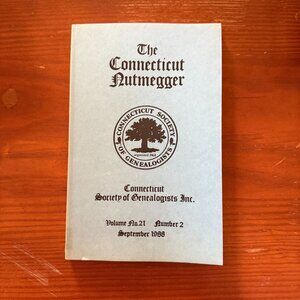 The
Connecticut
Nutmegger
CONNECTICUT SOCIETY
OF GENEALOGISTS
Connecticut
Society of Genealogists Inc.
Volume No.21 Number 2
September 1988